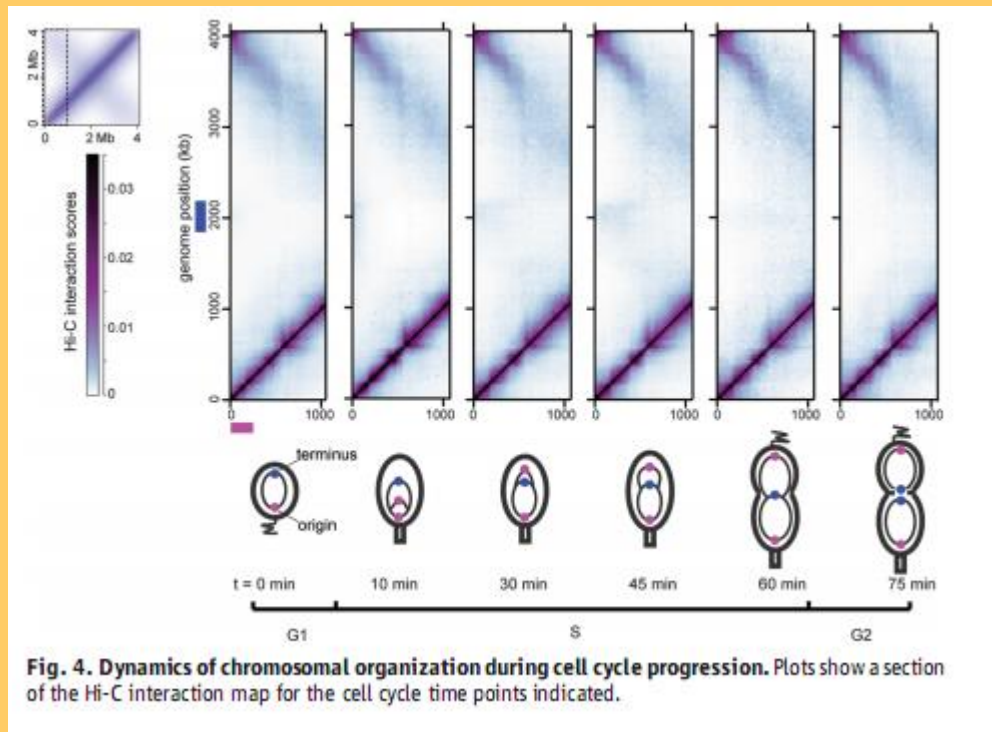 4
2 Mb
0
0
2 Mb
4
Hi-C interaction scores
0.03
0.02
0.01
0
genome position (kb)
4000
3000
2000
1000
0
0 1000 0 1000 0 1000 0 1000 0 1000 0 1000
terminus
origin
t = 0 min 10 min 30 min 45 min 60 min 75 min
G1 S G2
Fig. 4. Dynamics of chromosomal organization during cell cycle progression. Plots show a section
of the Hi-C interaction map for the cell cycle time points indicated.